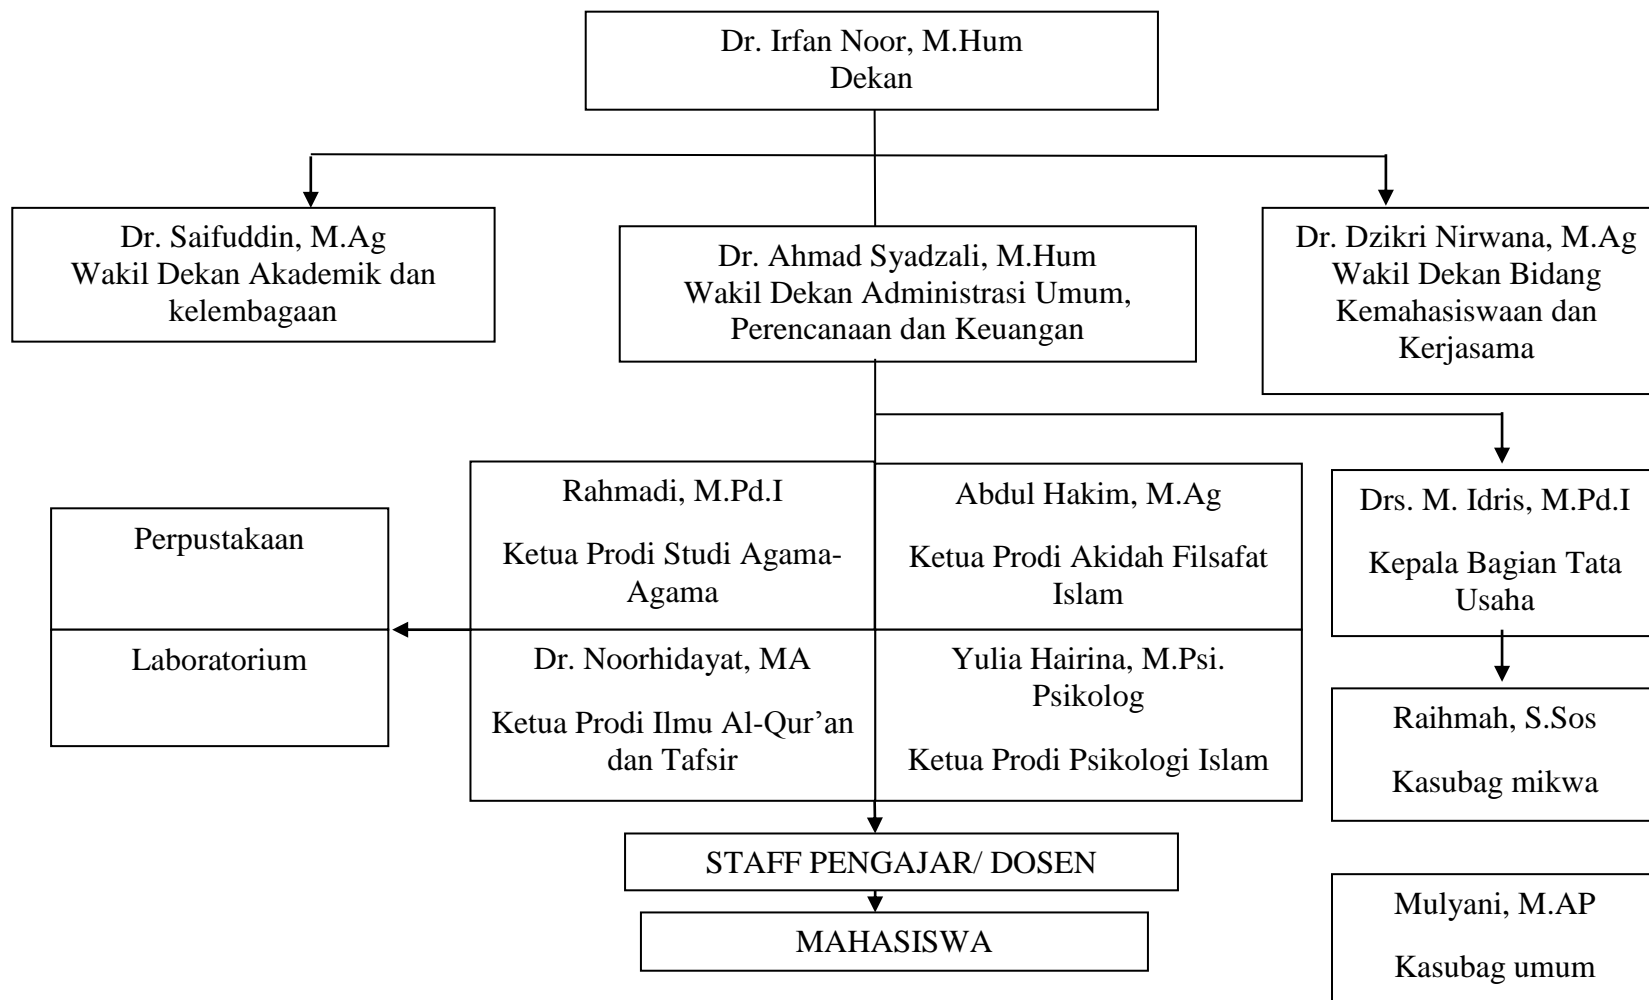 Dr. Irfan Noor, M.Hum
Dekan
Dr. Saifuddin, M.Ag
Wakil Dekan Akademik dan
kelembagaan
Dr. Ahmad Syadzali, M.Hum
Wakil Dekan Administrasi Umum,
Perencanaan dan Keuangan
Dr. Dzikri Nirwana, M.Ag
Wakil Dekan Bidang
Kemahasiswaan dan
Kerjasama
Perpustakaan
Laboratorium
Rahmadi, M.Pd.I
Ketua Prodi Studi Agama-
Agama
Abdul Hakim, M.Ag
Ketua Prodi Akidah Filsafat
Islam
Dr. Noorhidayat, MA
Ketua Prodi Ilmu Al-Qur’an
dan Tafsir
Yulia Hairina, M.Psi.
Psikolog
Ketua Prodi Psikologi Islam
Drs. M. Idris, M.Pd.I
Kepala Bagian Tata
Usaha
Raihmah, S.Sos
Kasubag mikwa
Mulyani, M.AP
Kasubag umum
STAFF PENGAJAR/ DOSEN
MAHASISWA